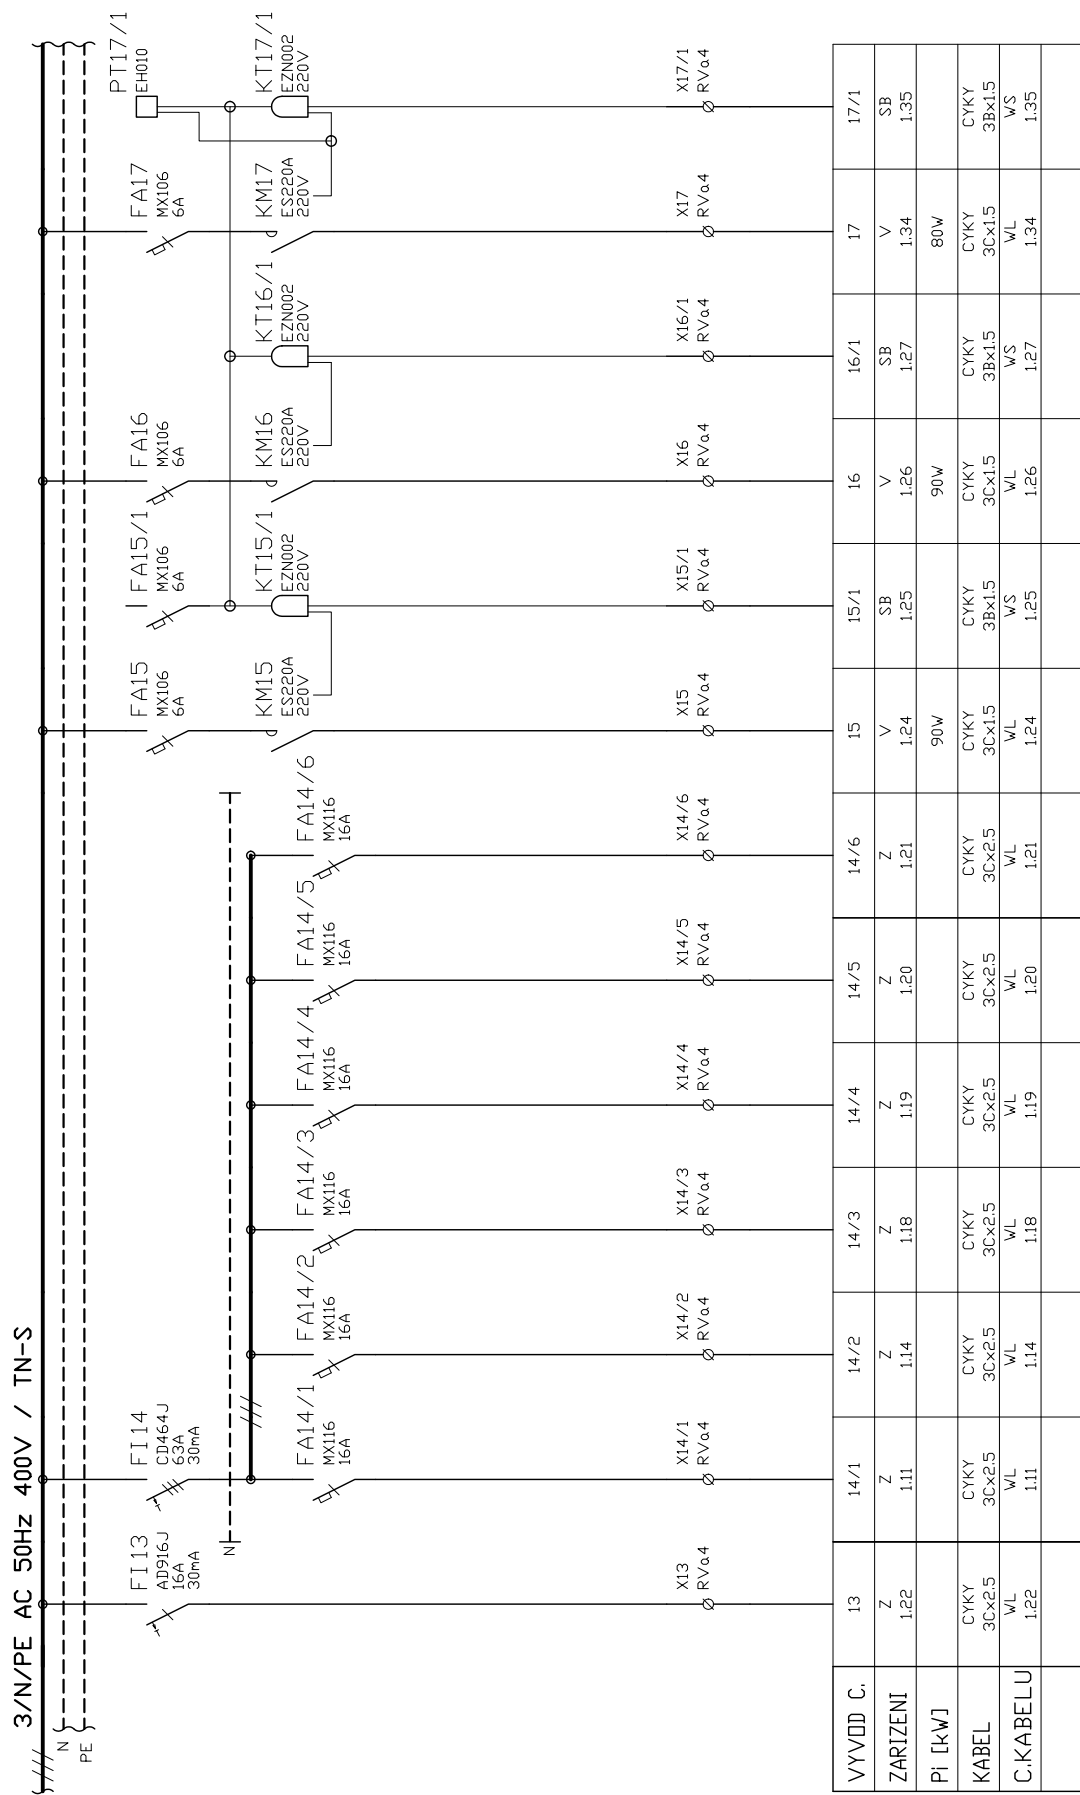 3/N/PE AC 50Hz 400V / TN-S
N
PE
FI13
AD916J
16A
30mA
FI14
CD464J
63A
30mA
N
FA14/1
MX116
16A
FA14/2
MX116
16A
FA14/3
MX116
16A
FA14/4
MX116
16A
FA14/5
MX116
16A
FA14/6
MX116
16A
FA15
MX106
6A
KM15
ES220A
220V
FA15/1
MX106
6A
KT15/1
EZN002
220V
FA16
MX106
6A
KM16
ES220A
220V
KT16/1
EZN002
220V
FA17
MX106
6A
KM17
ES220A
220V
PT17/1
EH010
KT17/1
EZN002
220V
X13
RVa4
X14/1
RVa4
X14/2
RVa4
X14/3
RVa4
X14/4
RVa4
X14/5
RVa4
X14/6
RVa4
X15
RVa4
X15/1
RVa4
X16
RVa4
X16/1
RVa4
X17
RVa4
X17/1
RVa4
VYVOD C. 13 14/1 14/2 14/3 14/4 14/5 14/6 15 15/1 16 16/1 17 17/1
ZARIZENI
Z Z Z Z Z Z Z V SB V SB V SB
1.22 1.11 1.14 1.18 1.19 1.20 1.21 1.24 1.25 1.26 1.27 1.34 1.35
Pi [kW] 90W 90W 80W
KABEL
CYKY CYKY CYKY CYKY CYKY CYKY CYKY CYKY CYKY CYKY CYKY CYKY CYKY
3Cx2.5 3Cx2.5 3Cx2.5 3Cx2.5 3Cx2.5 3Cx2.5 3Cx2.5 3Cx1.5 3Bx1.5 3Cx1.5 3Bx1.5 3Cx1.5 3Bx1.5
C.KABELU
WL WL WL WL WL WL WL WL WS WL WS WL WS
1.22 1.11 1.14 1.18 1.19 1.20 1.21 1.24 1.25 1.26 1.27 1.34 1.35